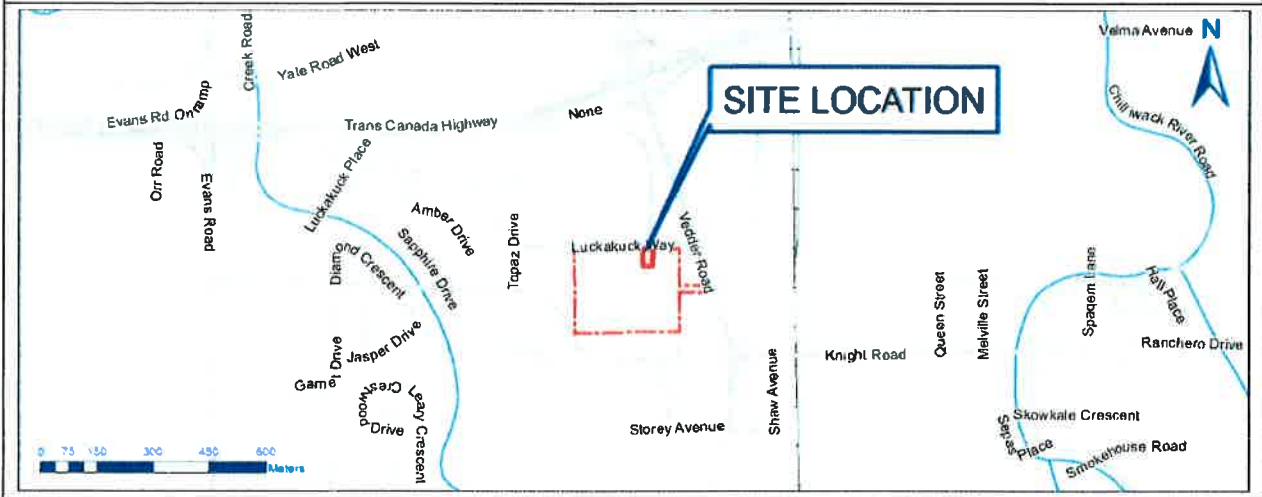 Velma Avenue
N
Creek Road
Yale Road West
SITE LOCATION
Evans Rd Onramp
Trans Canada Highway
None
Chilliwack River Road
Orr Road
Evans Road
Luckakuck Place
Amber Drive
Topaz Drive
Luckakuck Way
Vedder Road
Diamond Crescent
Sapphire Drive
Spaqem Lane
Hall Place
Queen Street
Melville Street
Jasper Drive
Knight Road
Ranchero Drive
Garnet Drive
Shaw Avenue
Crestwood Drive
Leary Crescent
Storey Avenue
Skowkale Crescent
Sepas Place
Smokehouse Road
0 75 150 300 450 600
Meters